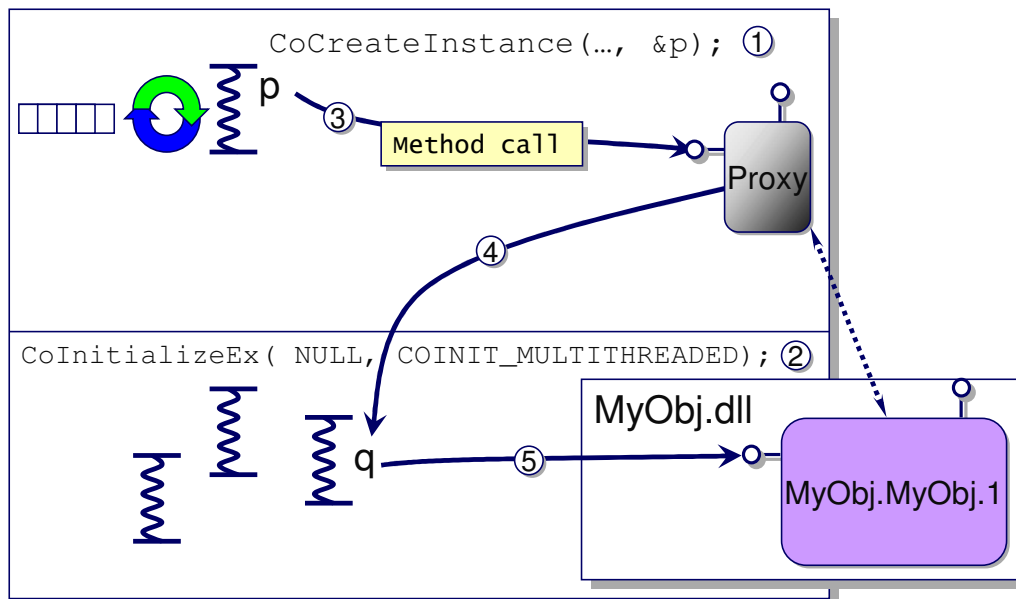 CoCreateInstance(…, &p); 1
p
3
Method call
Proxy
4
CoInitializeEx( NULL, COINIT_MULTITHREADED); 2
MyObj.dll
q
5
MyObj.MyObj.1